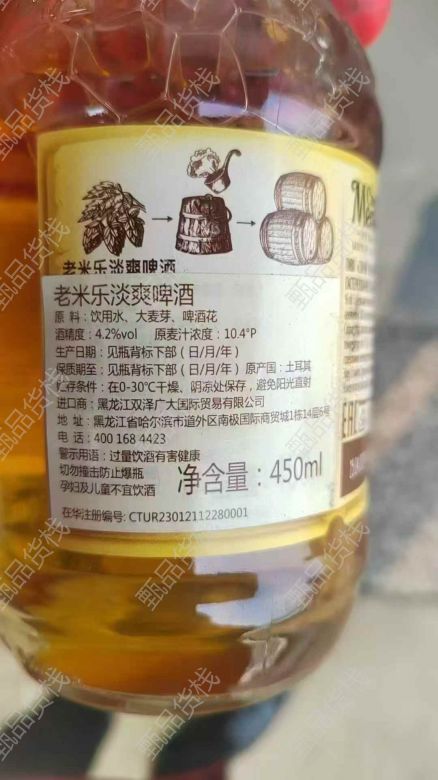 老米乐淡爽啤酒
老米乐淡爽啤酒
原 料：饮用水、大麦芽、啤酒花
酒精度：4.2%vol 原麦汁浓度：10.4°P
生产日期：见瓶背标下部（日/月/年）
保质期至：见瓶背标下部（日/月/年）原产国：土耳其
贮存条件：在0-30℃干燥、阴凉处保存，避免阳光直射
进口商：黑龙江双泽广大国际贸易有限公司
地 址：黑龙江省哈尔滨市道外区南极国际商贸城1栋14层6号
电 话：400 168 4423
警示用语：过量饮酒有害健康
切勿撞击防止爆瓶
孕妇及儿童不宜饮酒
净含量：450ml
在华注册编号：CTUR23012112280001
EAC
甄品货栈